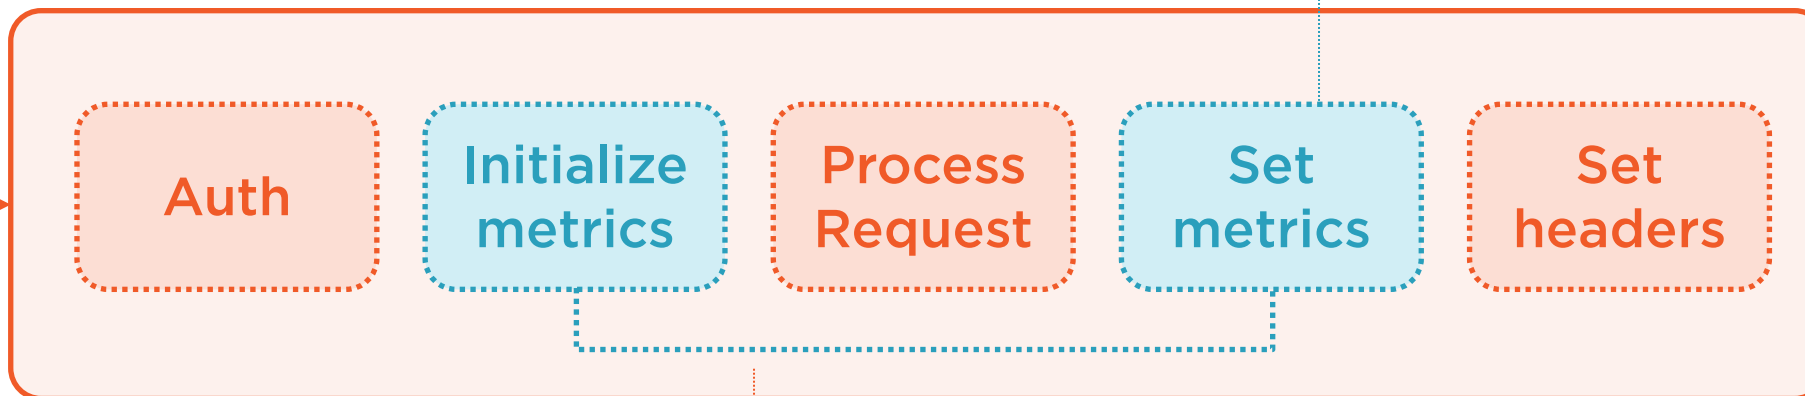 Auth
Initialize
metrics
Process
Request
Set
metrics
Set
headers